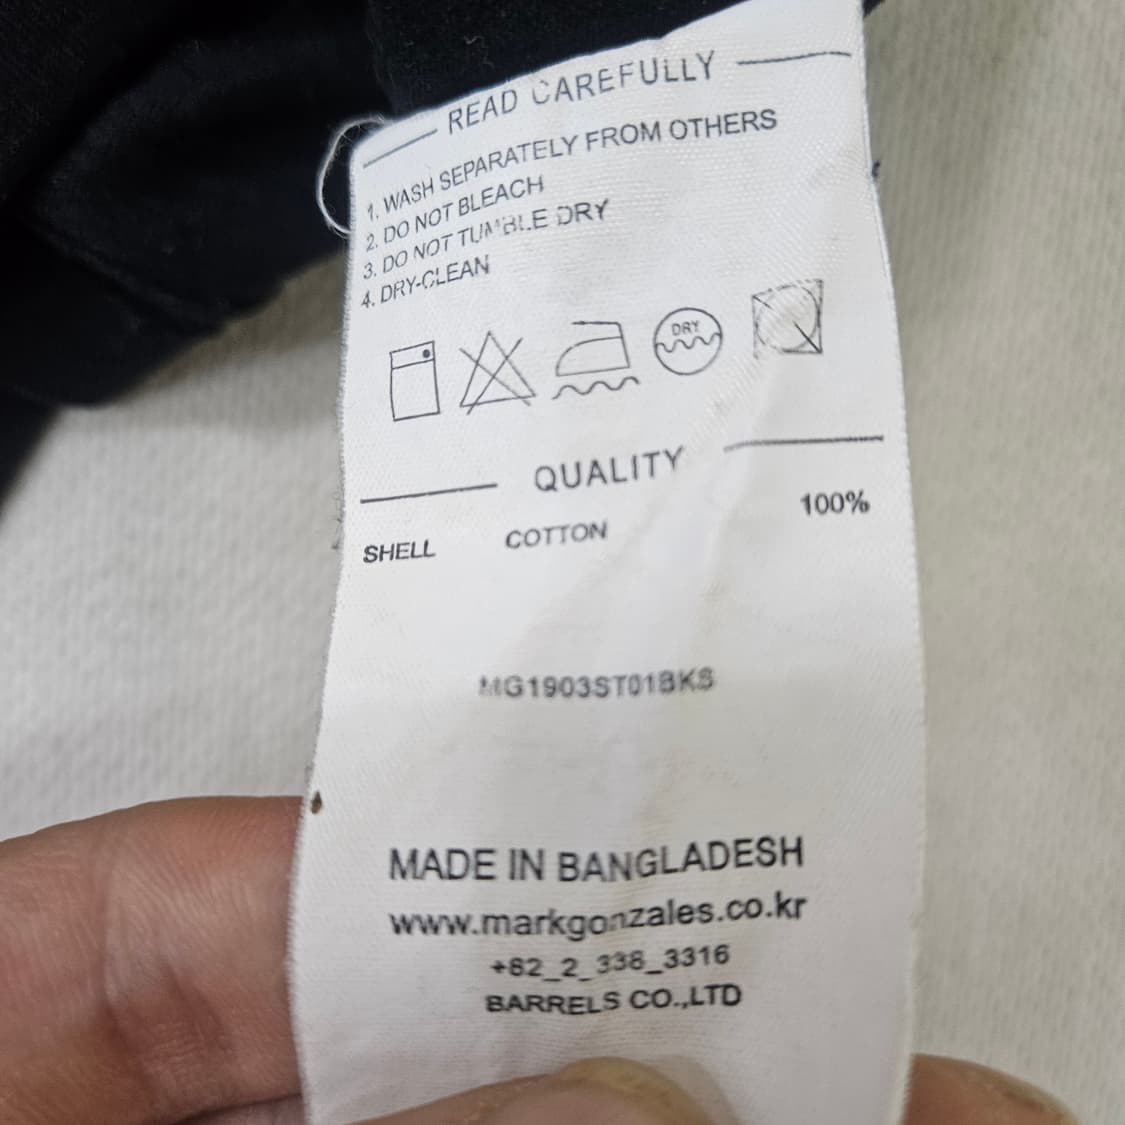 READ CAREFULLY
1. WASH SEPARATELY FROM OTHERS
2. DO NOT BLEACH
3. DO NOT TUMBLE DRY
4. DRY-CLEAN
DRY
QUALITY
SHELL COTTON 100%
MG1903ST01BKS
MADE IN BANGLADESH
www.markgonzales.co.kr
+82_2_338_3316
BARRELS CO.,LTD